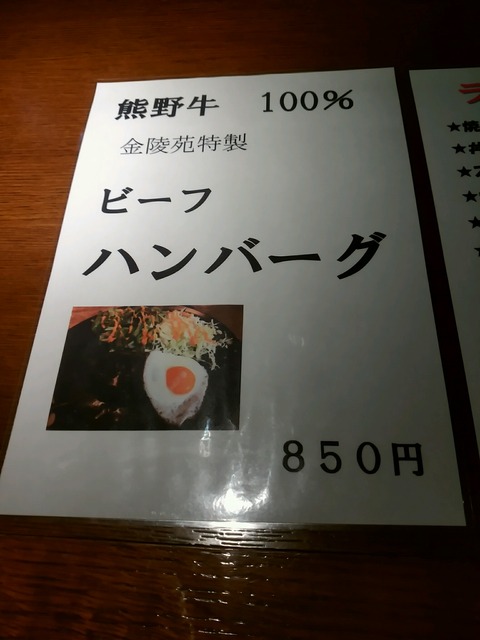 熊野牛 100%
金陵苑特製
ビーフ
ハンバーグ
850円